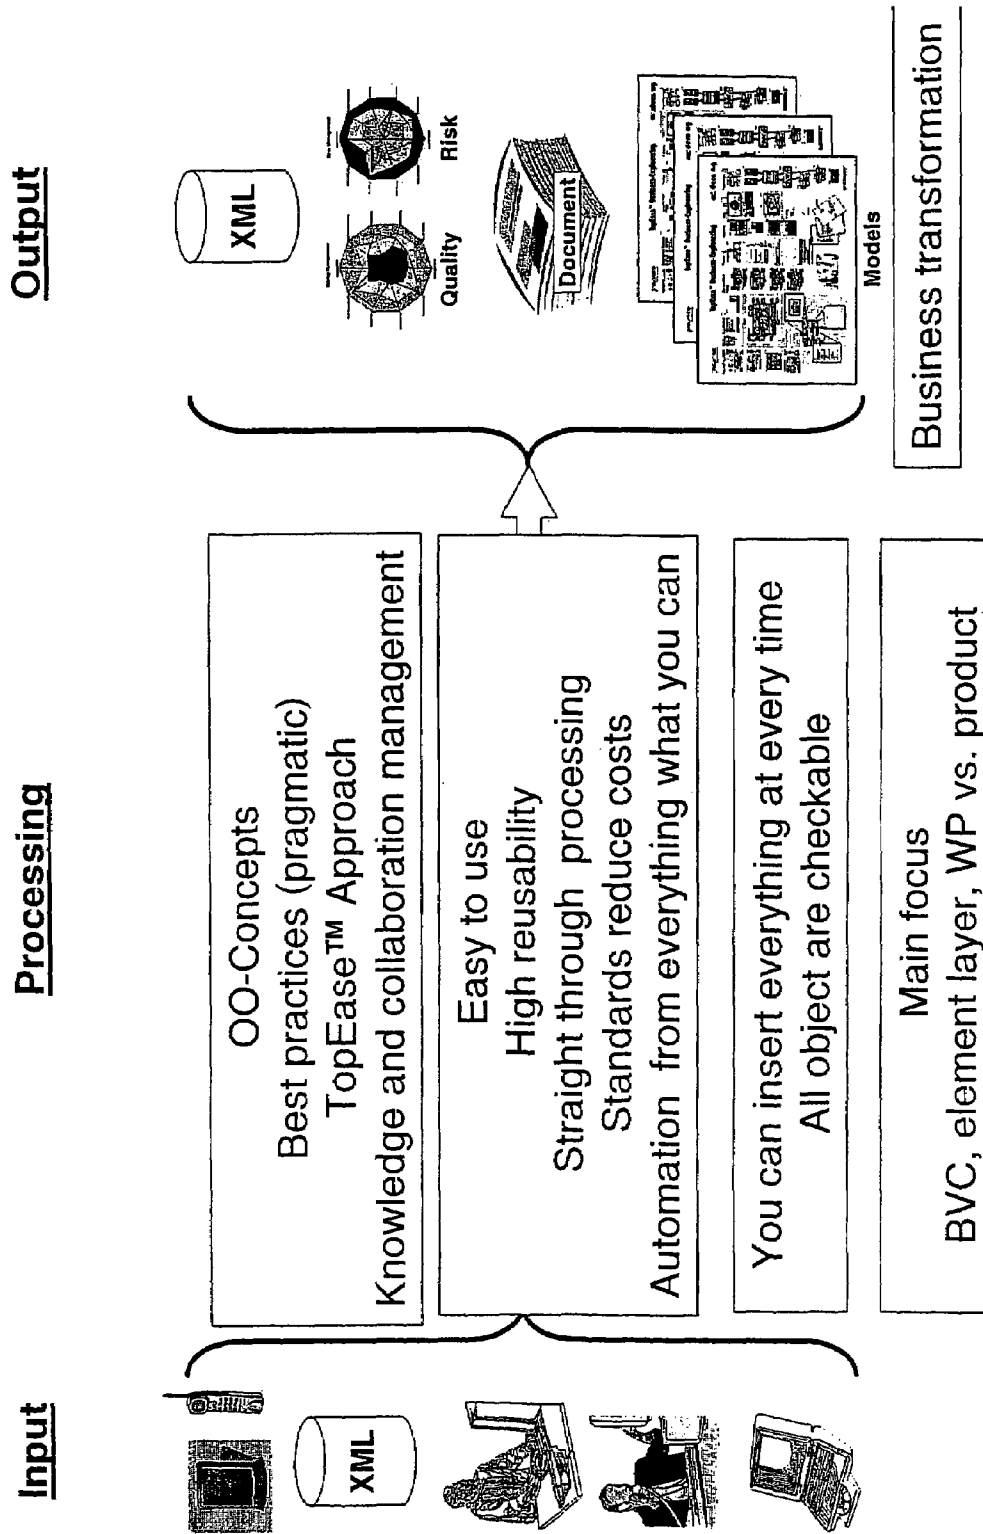 Input
Processing
Output
XML
OO-Concepts
Best practices (pragmatic)
TopEase™ Approach
Knowledge and collaboration management
Easy to use
High reusability
Straight through processing
Standards reduce costs
Automation from everything what you can
You can insert everything at every time
All object are checkable
Main focus
BVC, element layer, WP vs. product
XML
Quality
Risk
Document
Models
Business transformation